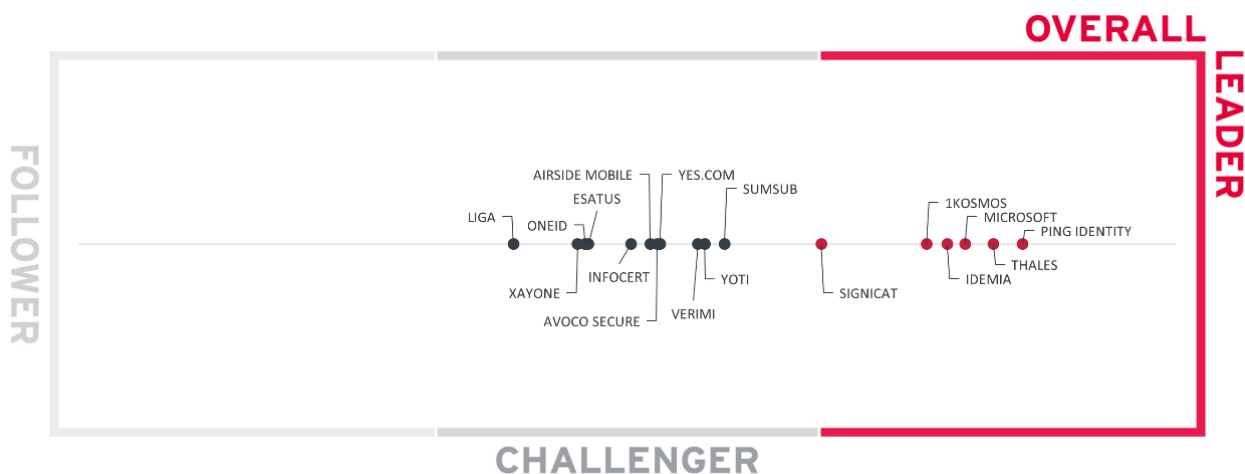 OVERALL
LEADER
FOLLOWER
AIRSIDE MOBILE
YES.COM
SUMSUB
ESATUS
1KOSMOS
LIGA
ONEID
MICROSOFT
PING IDENTITY
INFOCERT
YOTI
THALES
IDEMIA
XAYONE
SIGNICAT
VERIMI
AVOCO SECURE
CHALLENGER